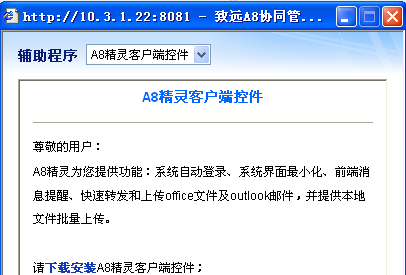 http://10.3.1.22:8081 - 致远A8协同管...
辅助程序 A8精灵客户端控件
A8精灵客户端控件
尊敬的用户：
A8精灵为您提供功能：系统自动登录、系统界面最小化、前端消
息提醒、快速转发和上传office文件及outlook邮件，并提供本地
文件批量上传。
请下载安装A8精灵客户端控件；